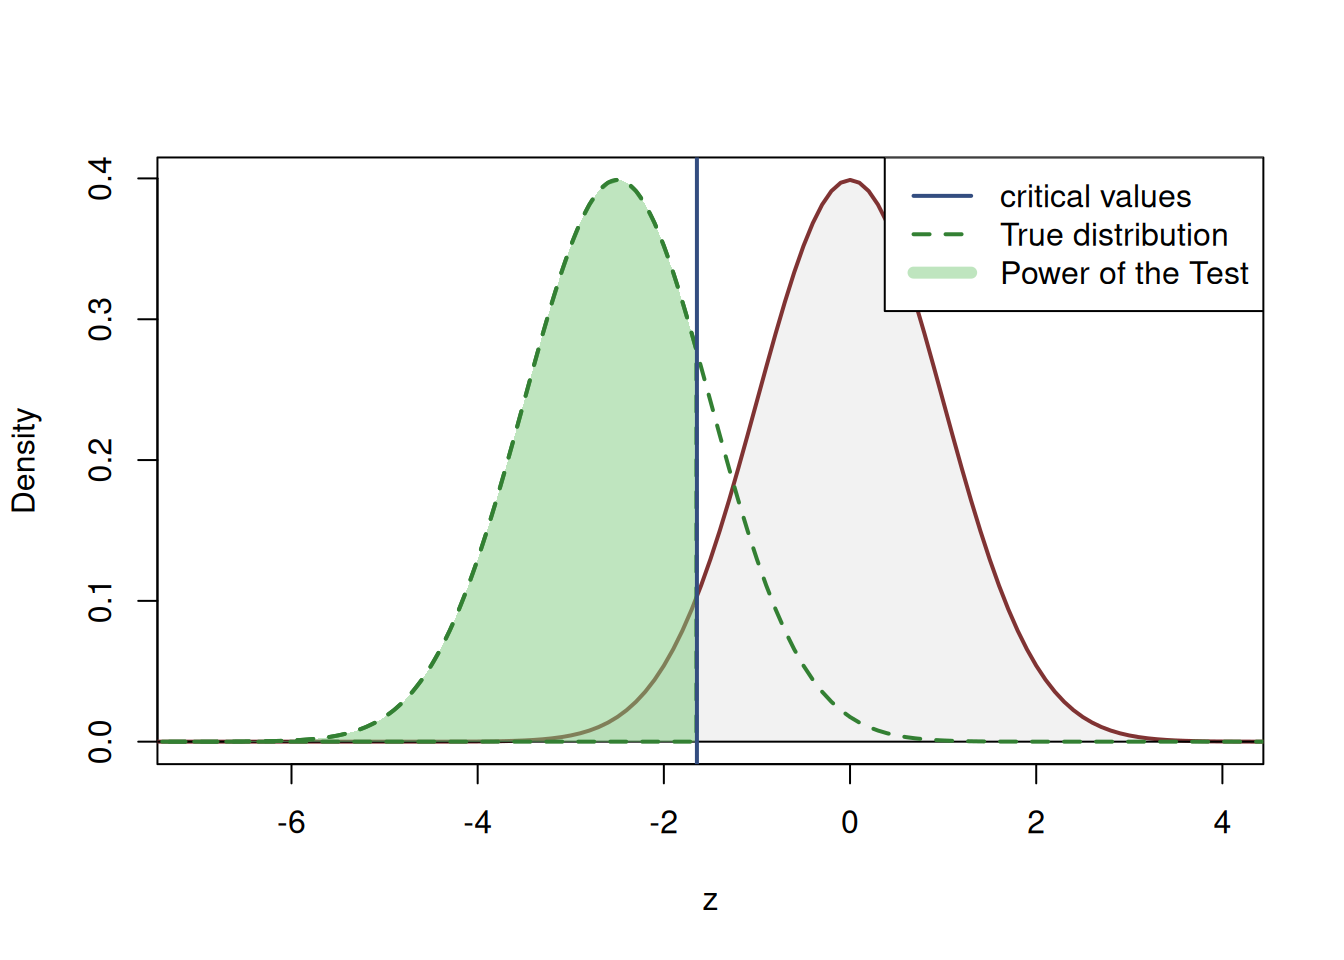 critical values
True distribution
Power of the Test
0.4
0.3
0.2
0.1
0.0
Density
-6 -4 -2 0 2 4
z